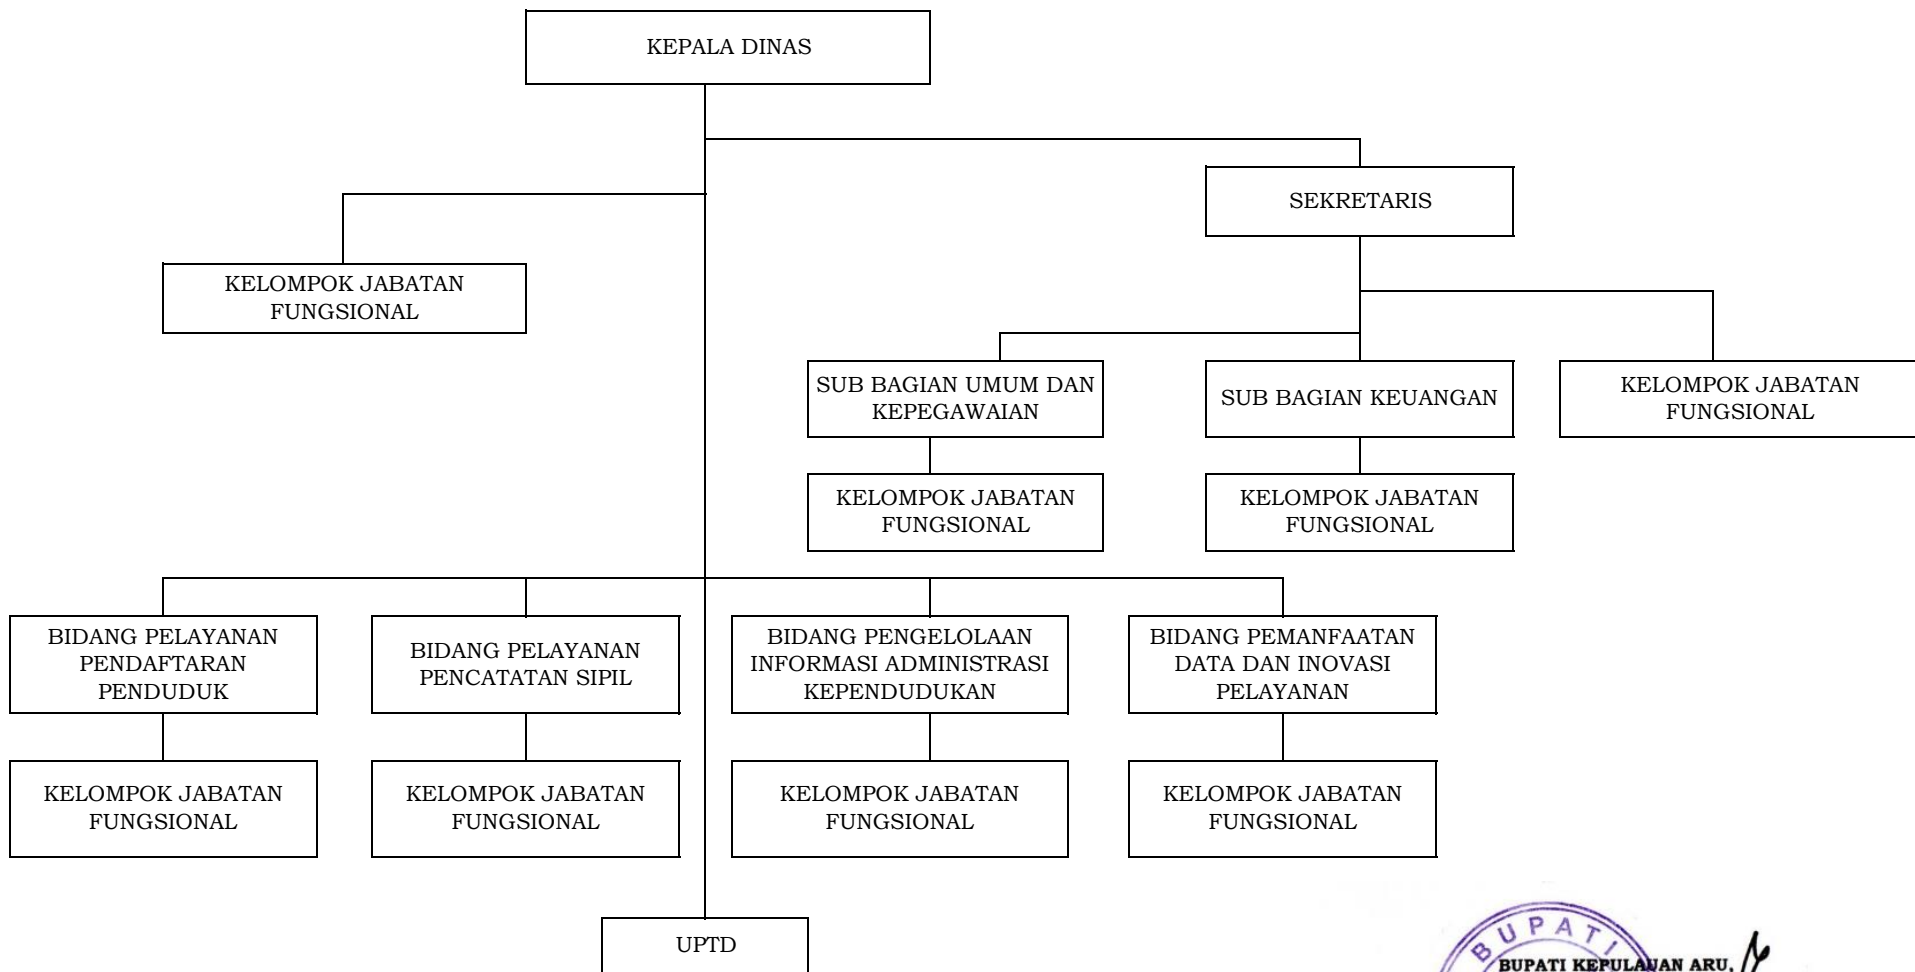 KEPALA DINAS
SEKRETARIS
KELOMPOK JABATAN
FUNGSIONAL
SUB BAGIAN UMUM DAN
KEPEGAWAIAN
SUB BAGIAN KEUANGAN
KELOMPOK JABATAN
FUNGSIONAL
KELOMPOK JABATAN
FUNGSIONAL
KELOMPOK JABATAN
FUNGSIONAL
BIDANG PELAYANAN
PENDAFTARAN
PENDUDUK
BIDANG PELAYANAN
PENCATATAN SIPIL
BIDANG PENGELOLAAN
INFORMASI ADMINISTRASI
KEPENDUDUKAN
BIDANG PEMANFAATAN
DATA DAN INOVASI
PELAYANAN
KELOMPOK JABATAN
FUNGSIONAL
KELOMPOK JABATAN
FUNGSIONAL
KELOMPOK JABATAN
FUNGSIONAL
KELOMPOK JABATAN
FUNGSIONAL
UPTD
BUPATI
BUPATI KEPULAUAN ARU,